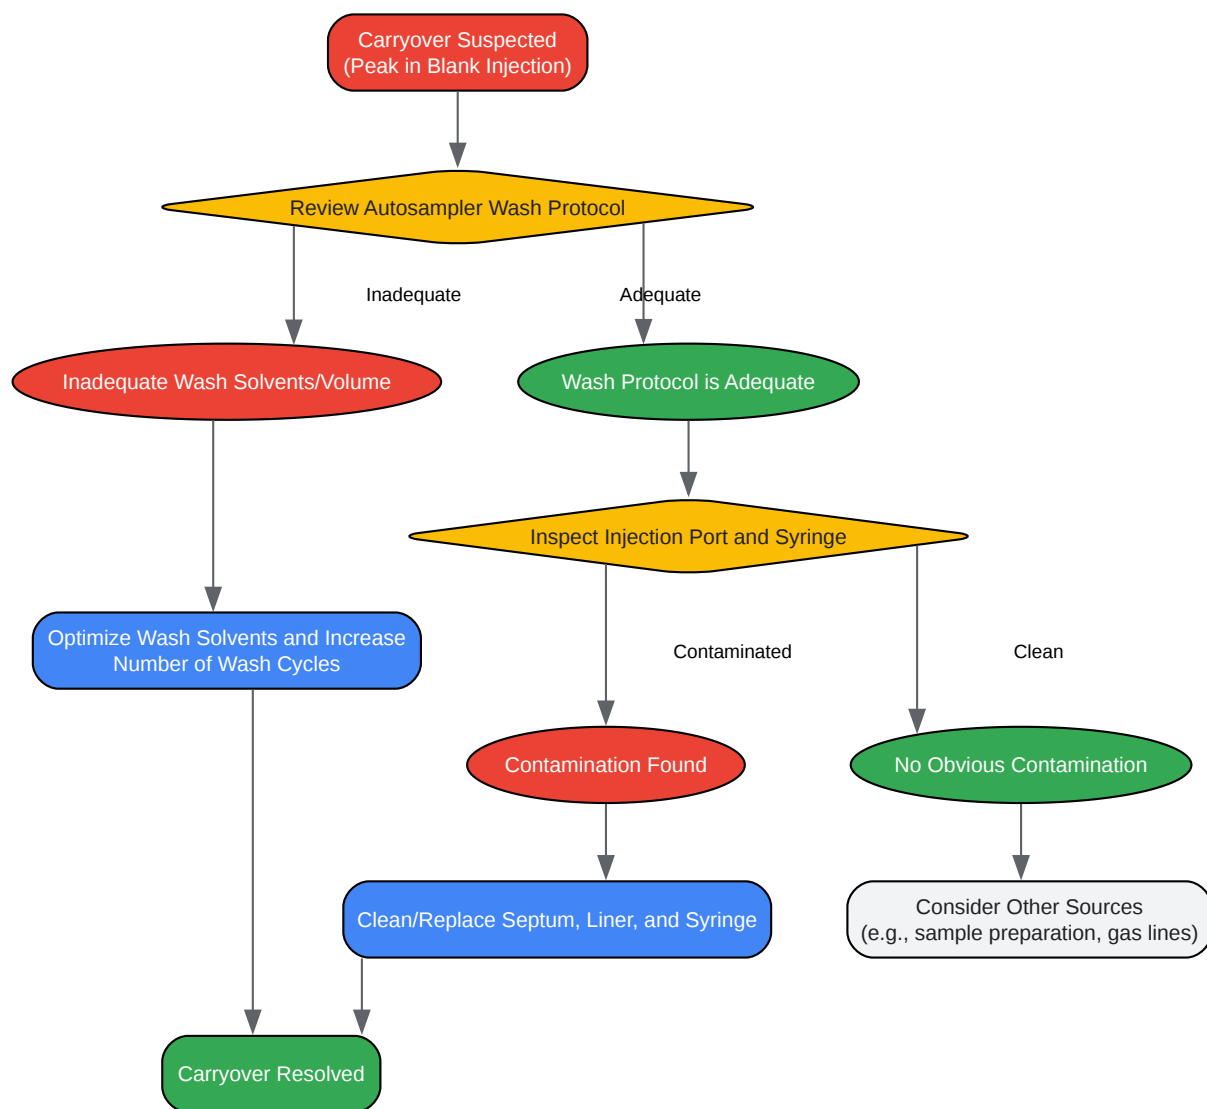 Carryover Suspected
(Peak in Blank Injection)
Review Autosampler Wash Protocol
Inadequate
Adequate
Inadequate Wash Solvents/Volume
Wash Protocol is Adequate
Inspect Injection Port and Syringe
Optimize Wash Solvents and Increase
Number of Wash Cycles
Contaminated
Clean
Contamination Found
No Obvious Contamination
Clean/Replace Septum, Liner, and Syringe
Consider Other Sources
(e.g., sample preparation, gas lines)
Carryover Resolved